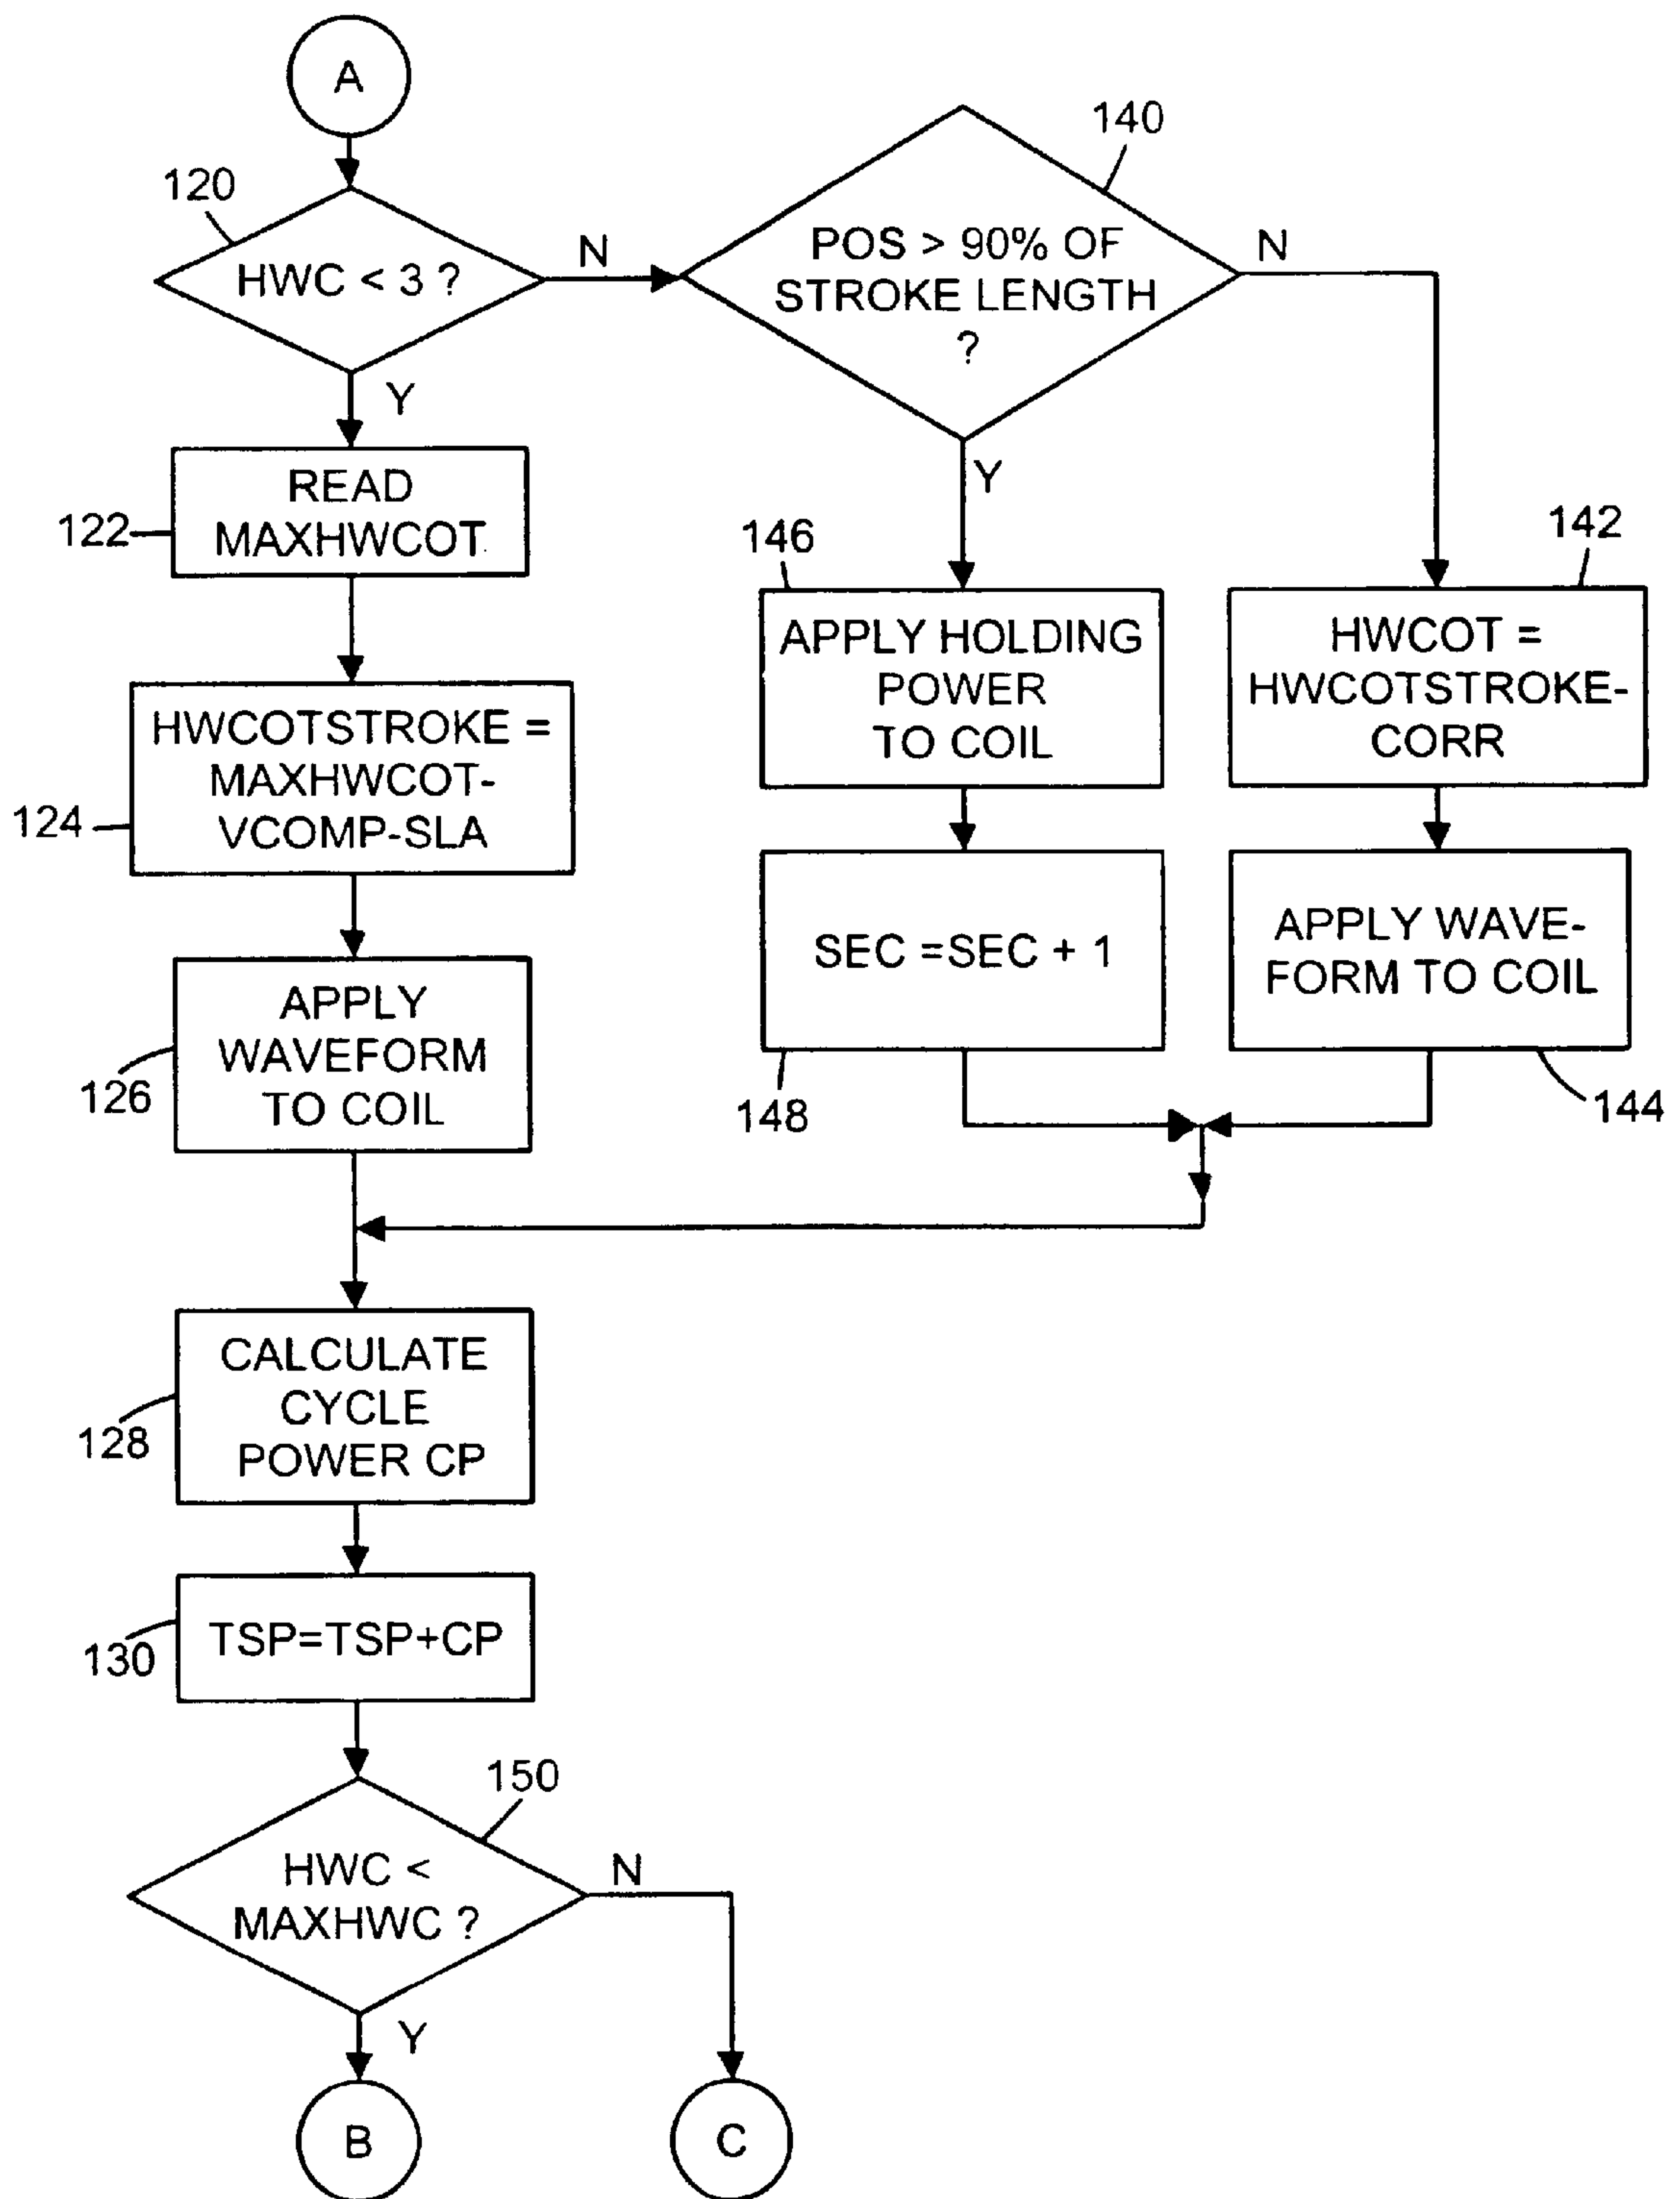 A
120
HWC < 3 ?
N
Y
140
POS > 90% OF
STROKE LENGTH
?
N
Y
122
READ
MAXHWCOT
124
HWCOTSTROKE =
MAXHWCOT-
VCOMP-SLA
126
APPLY
WAVEFORM
TO COIL
146
APPLY HOLDING
POWER
TO COIL
142
HWCOT =
HWCOTSTROKE-
CORR
148
SEC =SEC + 1
144
APPLY WAVE-
FORM TO COIL
128
CALCULATE
CYCLE
POWER CP
130
TSP=TSP+CP
150
HWC <
MAXHWC ?
N
Y
B
C